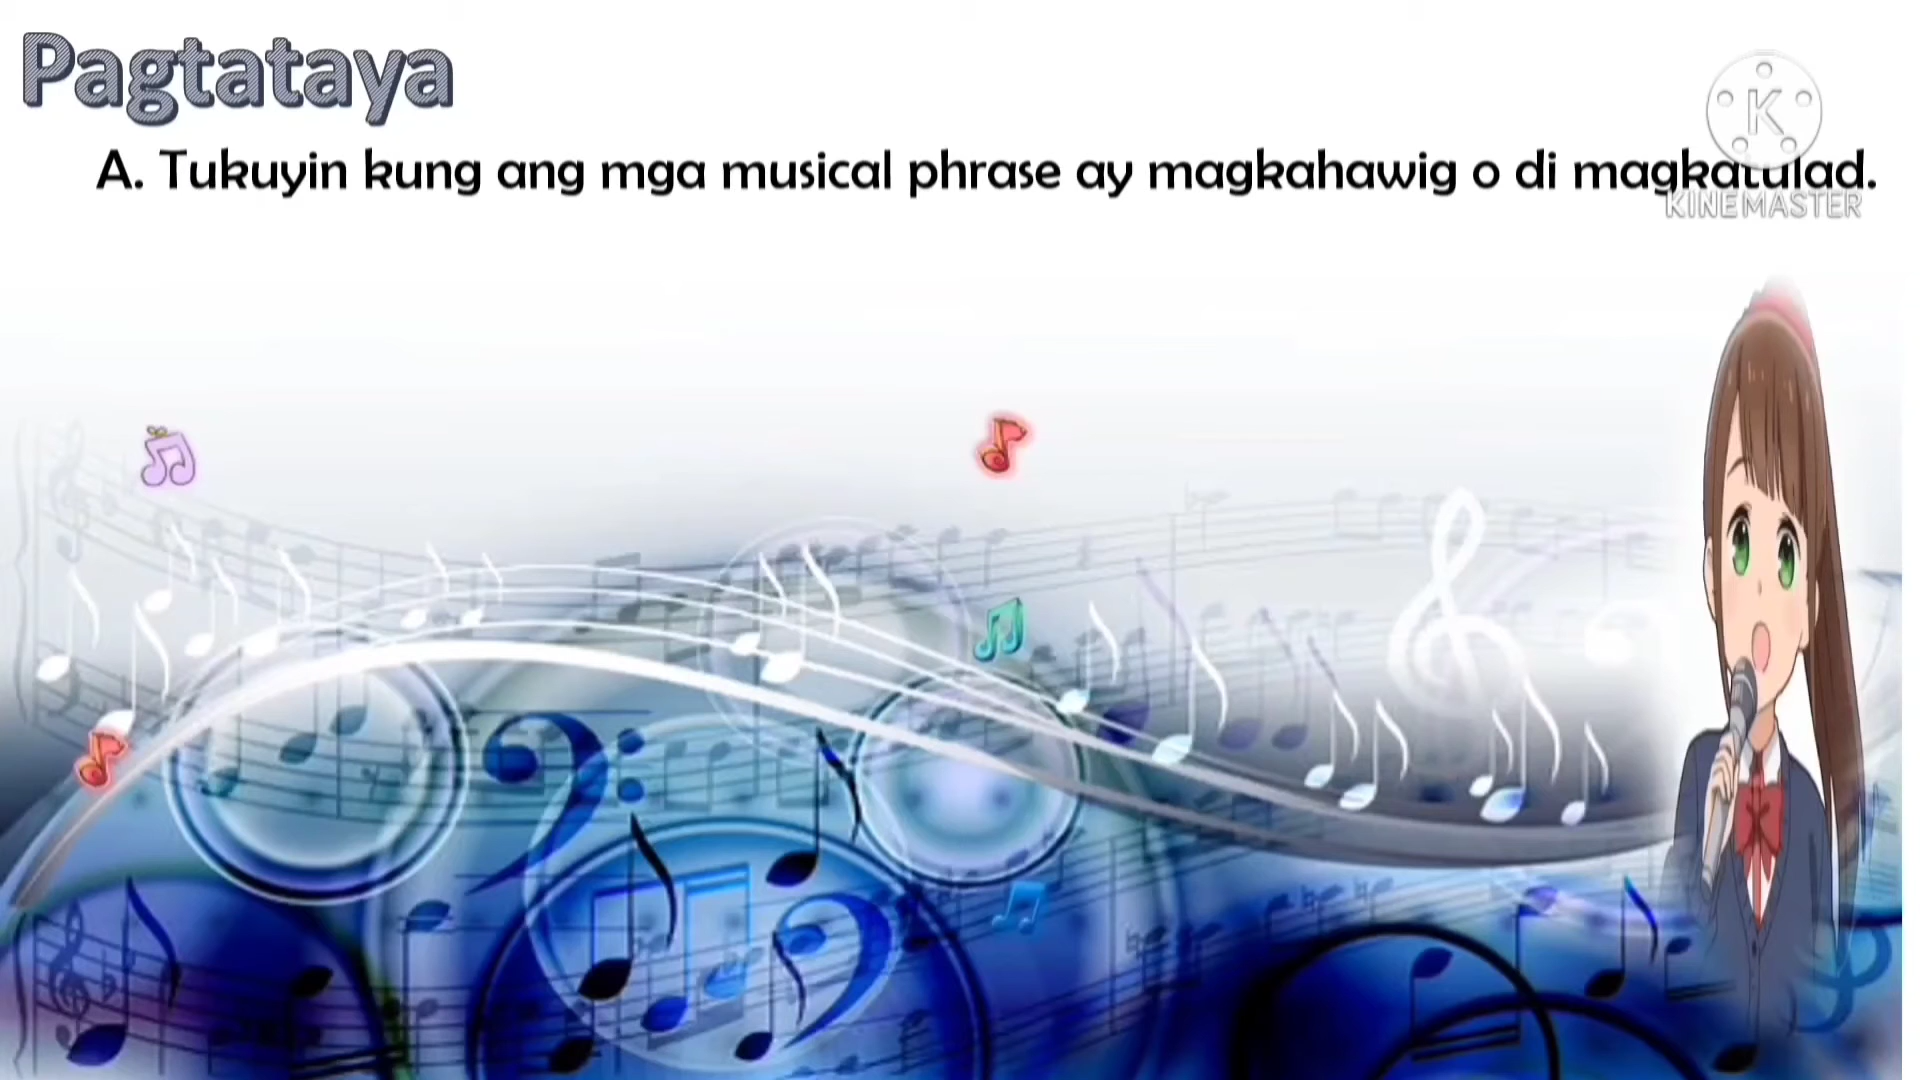 Pagtataya
A. Tukuyin kung ang mga musical phrase ay magkahawig o di magkatulad.
K
KINEMASTER